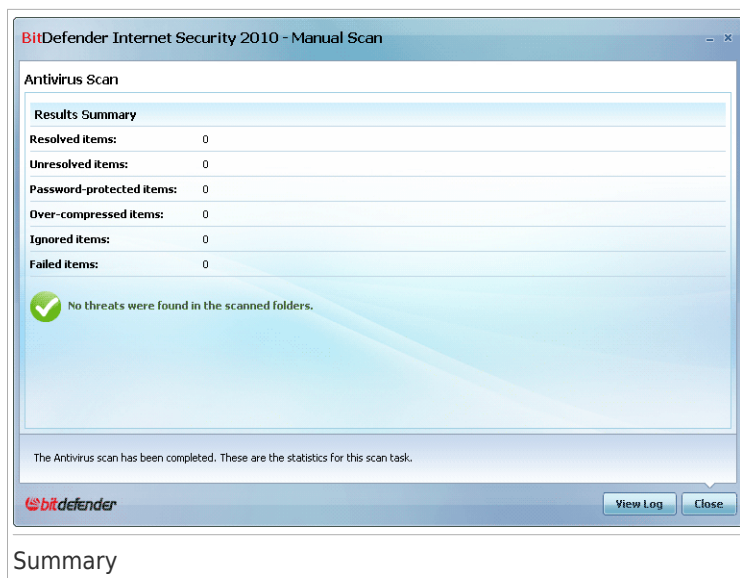 BitDefender Internet Security 2010 - Manual Scan
Antivirus Scan
Results Summary
Resolved items: 0
Unresolved items: 0
Password-protected items: 0
Over-compressed items: 0
Ignored items: 0
Failed items: 0
No threats were found in the scanned folders.
The Antivirus scan has been completed. These are the statistics for this scan task.
bitdefender
View Log Close
Summary